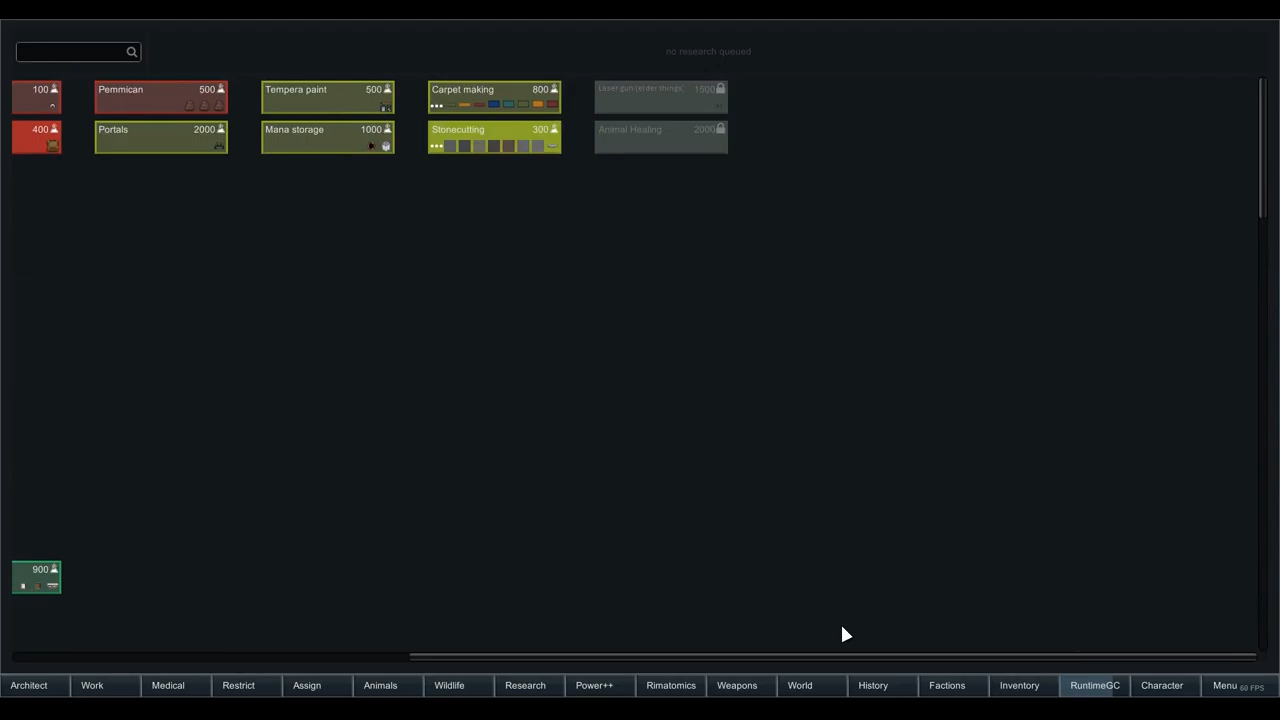 no research queued
100
Pemmican 500
Tempera paint 500
Carpet making 800
Laser gun (elder things) 1500
400
Portals 2000
Mana storage 1000
Stonecutting 300
Animal Healing 2000
900
Architect Work Medical Restrict Assign Animals Wildlife Research Power++ Rimatomics Weapons World History Factions Inventory RuntimeGC Character Menu 60 FPS